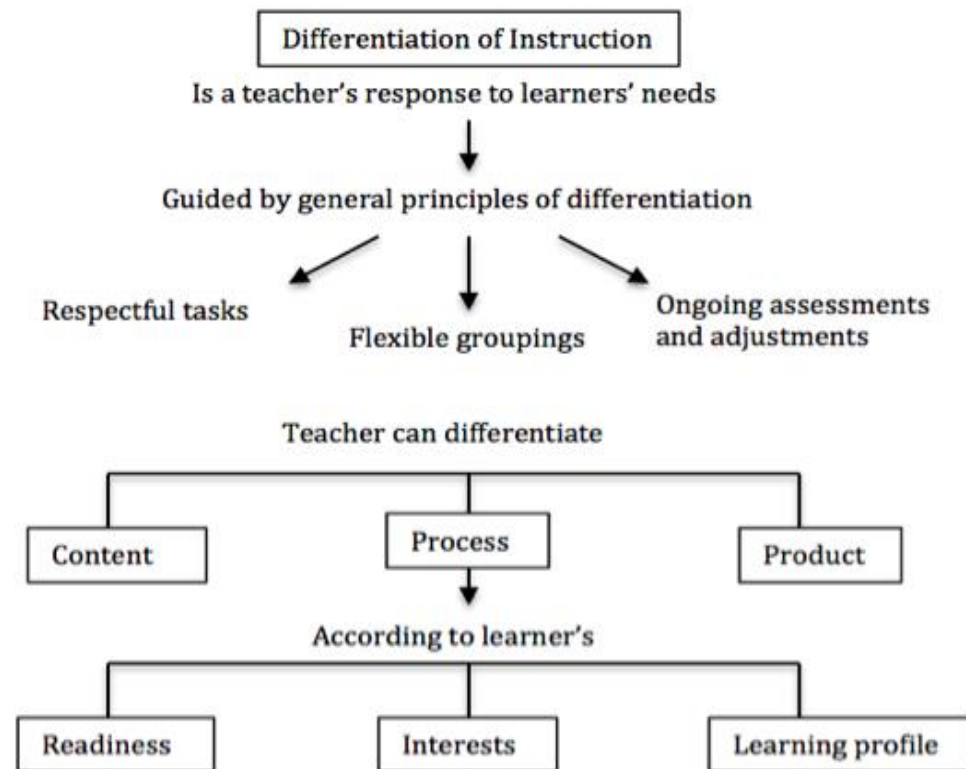 Differentiation of Instruction
Is a teacher’s response to learners’ needs
Guided by general principles of differentiation
Respectful tasks
Flexible groupings
Ongoing assessments
and adjustments
Teacher can differentiate
Content
Process
Product
According to learner’s
Readiness
Interests
Learning profile